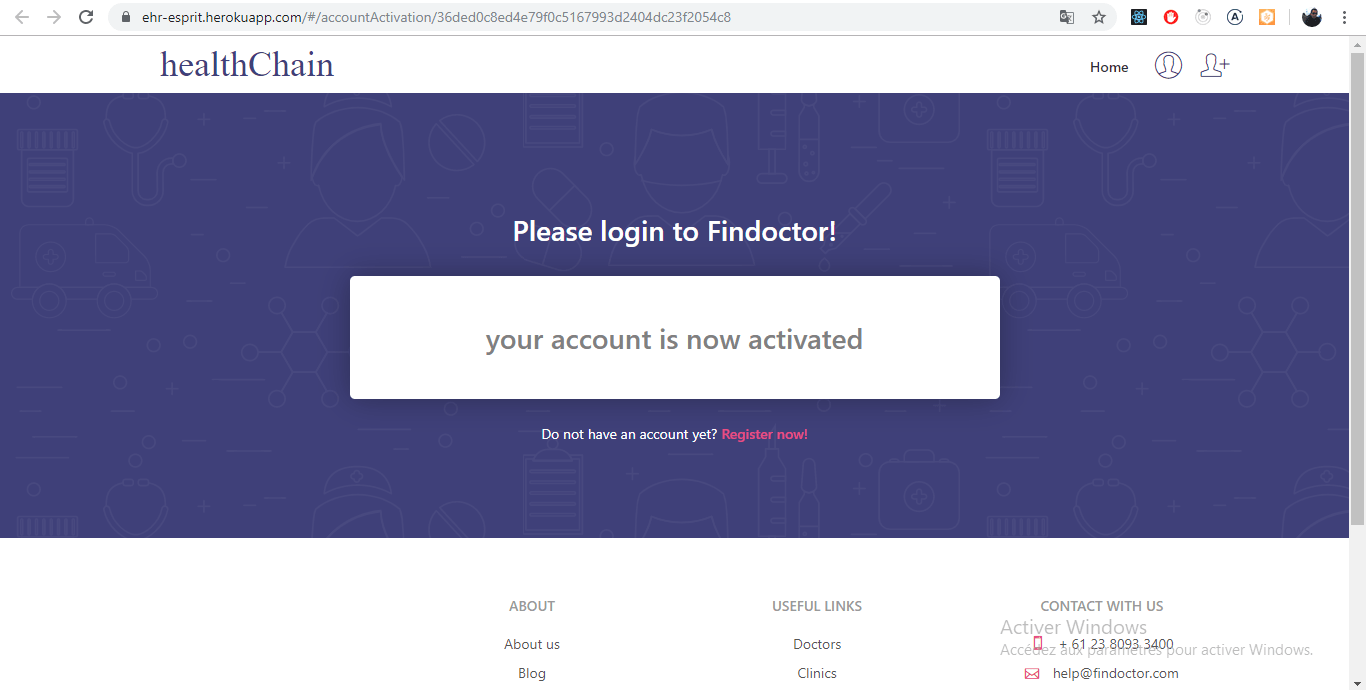 ehr-esprit.herokuapp.com/#/accountActivation/36ded0c8ed4e79f0c5167993d2404dc23f2054c8
healthChain
Home
Please login to Findoctor!
your account is now activated
Do not have an account yet? Register now!
ABOUT
USEFUL LINKS
CONTACT WITH US
Activer Windows
About us
Doctors
+ 61 23 8093 3400
Accédez aux paramètres pour activer Windows.
Blog
Clinics
help@findoctor.com